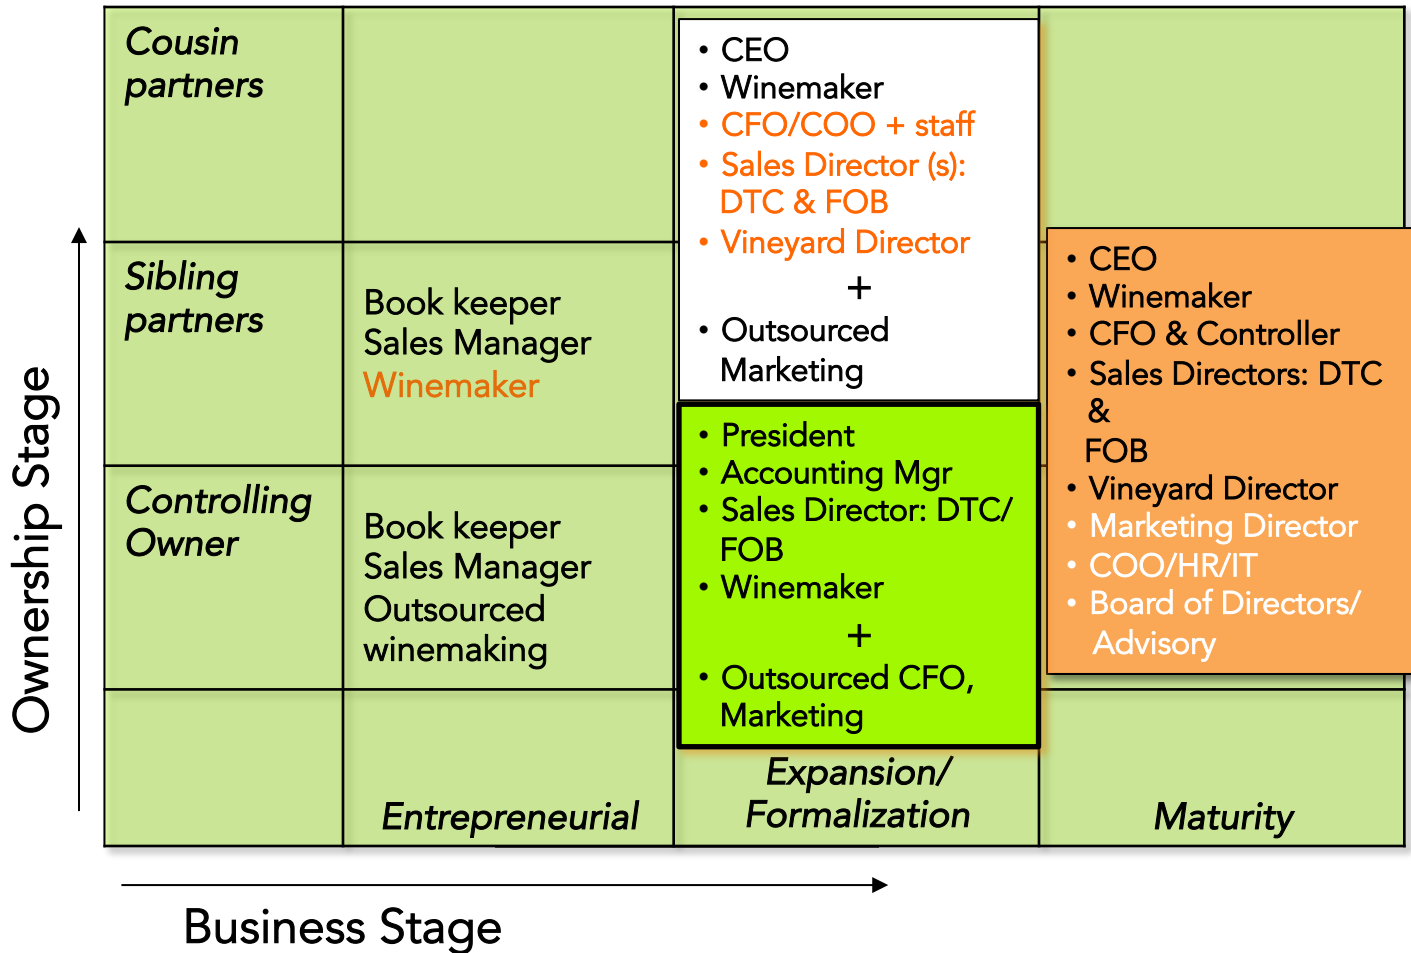 Cousin
partners
• CEO
• Winemaker
• CFO/COO + staff
• Sales Director (s):
DTC & FOB
• Vineyard Director
+
• Outsourced
Marketing
Sibling
partners
Book keeper
Sales Manager
Winemaker
• CEO
• Winemaker
• CFO & Controller
• Sales Directors: DTC
&
FOB
• Vineyard Director
• Marketing Director
• COO/HR/IT
• Board of Directors/
Advisory
Controlling
Owner
Book keeper
Sales Manager
Outsourced
winemaking
• President
• Accounting Mgr
• Sales Director: DTC/
FOB
• Winemaker
+
• Outsourced CFO,
Marketing
Entrepreneurial
Expansion/
Formalization
Maturity
Ownership Stage
Business Stage